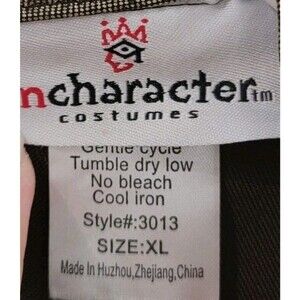 ncharacter tm
costumes
Gentle cycle
Tumble dry low
No bleach
Cool iron
Style#:3013
SIZE:XL
Made In Huzhou,Zhejiang,China